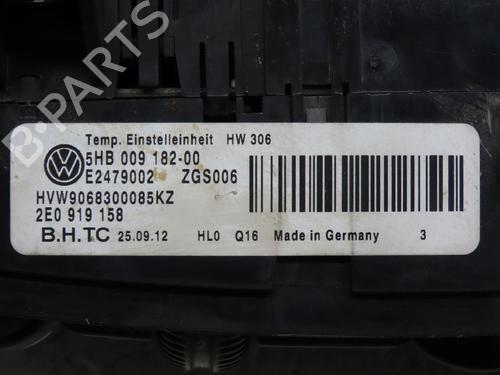 Temp. Einstelleinheit HW 306
5HB 009 182-00
E2479002 ZGS006
HVW9068300085KZ
2E0 919 158
B.H.TC 25.09.12 HL0 Q16 Made in Germany 3
B-PARTS